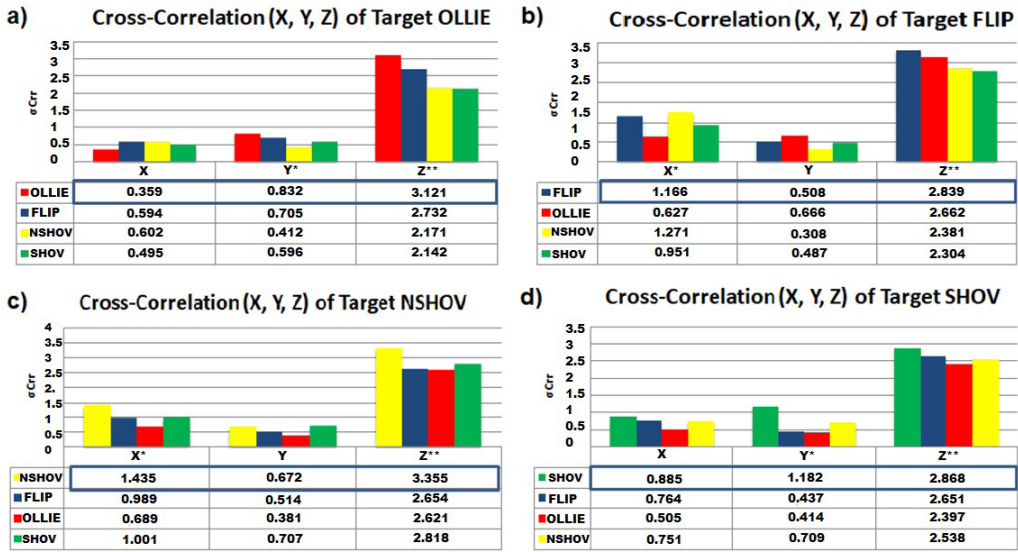 a) Cross-Correlation (X, Y, Z) of Target OLLIE
3.5
3
2.5
2
1.5
1
0.5
0
σCrr
X Y* Z**
OLLIE 0.359 0.832 3.121
FLIP 0.594 0.705 2.732
NSHOV 0.602 0.412 2.171
SHOV 0.495 0.596 2.142
b) Cross-Correlation (X, Y, Z) of Target FLIP
3.5
3
2.5
2
1.5
1
0.5
0
σCrr
X* Y Z**
FLIP 1.166 0.508 2.839
OLLIE 0.627 0.666 2.662
NSHOV 1.271 0.308 2.381
SHOV 0.951 0.487 2.304
c) Cross-Correlation (X, Y, Z) of Target NSHOV
4
3.5
3
2.5
2
1.5
1
0.5
0
σCrr
X* Y Z**
NSHOV 1.435 0.672 3.355
FLIP 0.989 0.514 2.654
OLLIE 0.689 0.381 2.621
SHOV 1.001 0.707 2.818
d) Cross-Correlation (X, Y, Z) of Target SHOV
3.5
3
2.5
2
1.5
1
0.5
0
σCrr
X Y* Z**
SHOV 0.885 1.182 2.868
FLIP 0.764 0.437 2.651
OLLIE 0.505 0.414 2.397
NSHOV 0.751 0.709 2.538